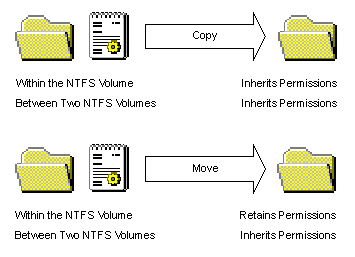 Copy
Within the NTFS Volume Inherits Permissions
Between Two NTFS Volumes Inherits Permissions
Move
Within the NTFS Volume Retains Permissions
Between Two NTFS Volumes Inherits Permissions